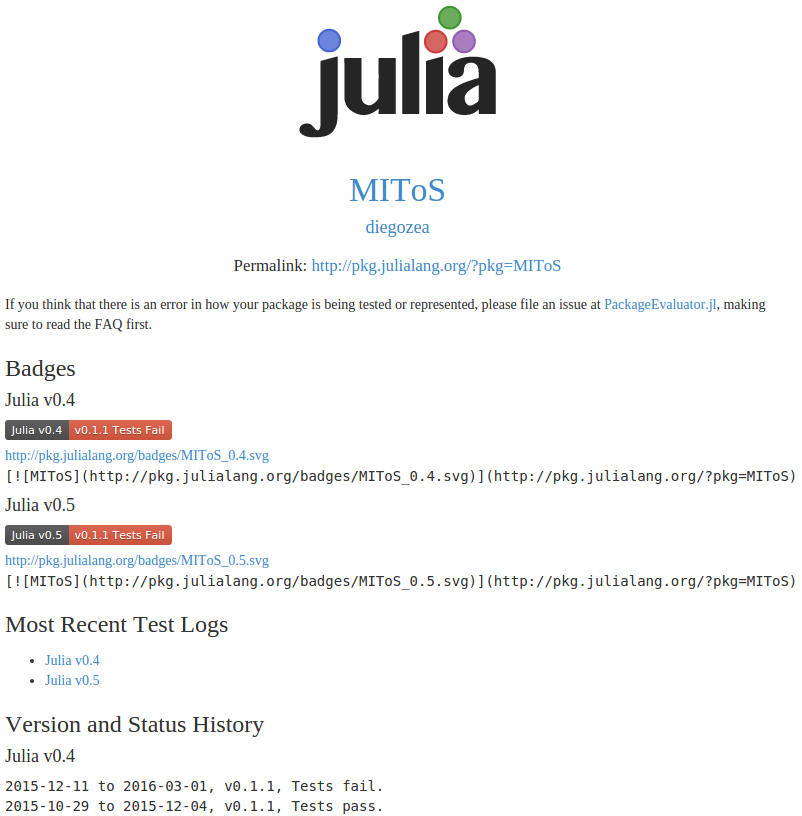 julia
MIToS
diegozea
Permalink: http://pkg.julialang.org/?pkg=MIToS
If you think that there is an error in how your package is being tested or represented, please file an issue at PackageEvaluator.jl, making
sure to read the FAQ first.
Badges
Julia v0.4
Julia v0.4 v0.1.1 Tests Fail
http://pkg.julialang.org/badges/MIToS_0.4.svg
[![MIToS](http://pkg.julialang.org/badges/MIToS_0.4.svg)](http://pkg.julialang.org/?pkg=MIToS)
Julia v0.5
Julia v0.5 v0.1.1 Tests Fail
http://pkg.julialang.org/badges/MIToS_0.5.svg
[![MIToS](http://pkg.julialang.org/badges/MIToS_0.5.svg)](http://pkg.julialang.org/?pkg=MIToS)
Most Recent Test Logs
• Julia v0.4
• Julia v0.5
Version and Status History
Julia v0.4
2015-12-11 to 2016-03-01, v0.1.1, Tests fail.
2015-10-29 to 2015-12-04, v0.1.1, Tests pass.